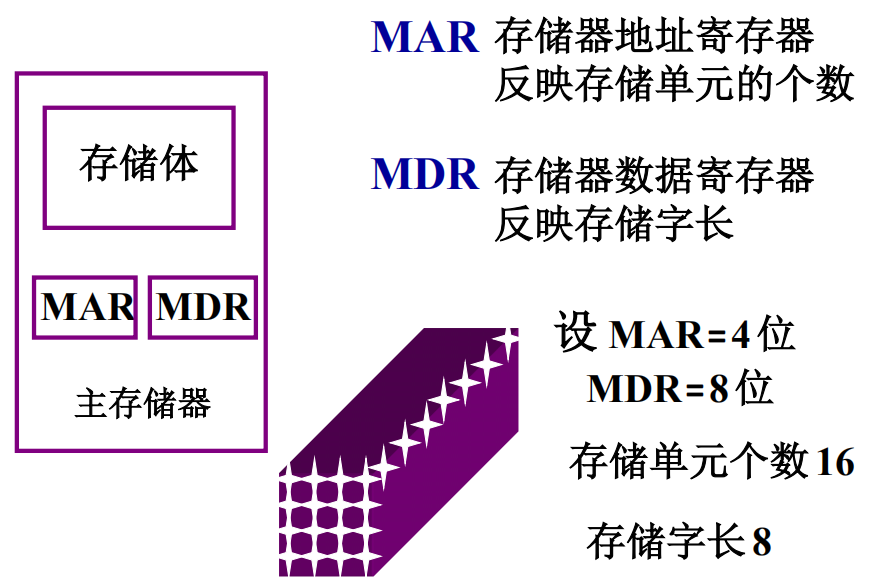 MAR 存储器地址寄存器
反映存储单元的个数
MDR 存储器数据寄存器
反映存储字长
存储体
MAR MDR
主存储器
设 MAR=4位
MDR=8位
存储单元个数16
存储字长8